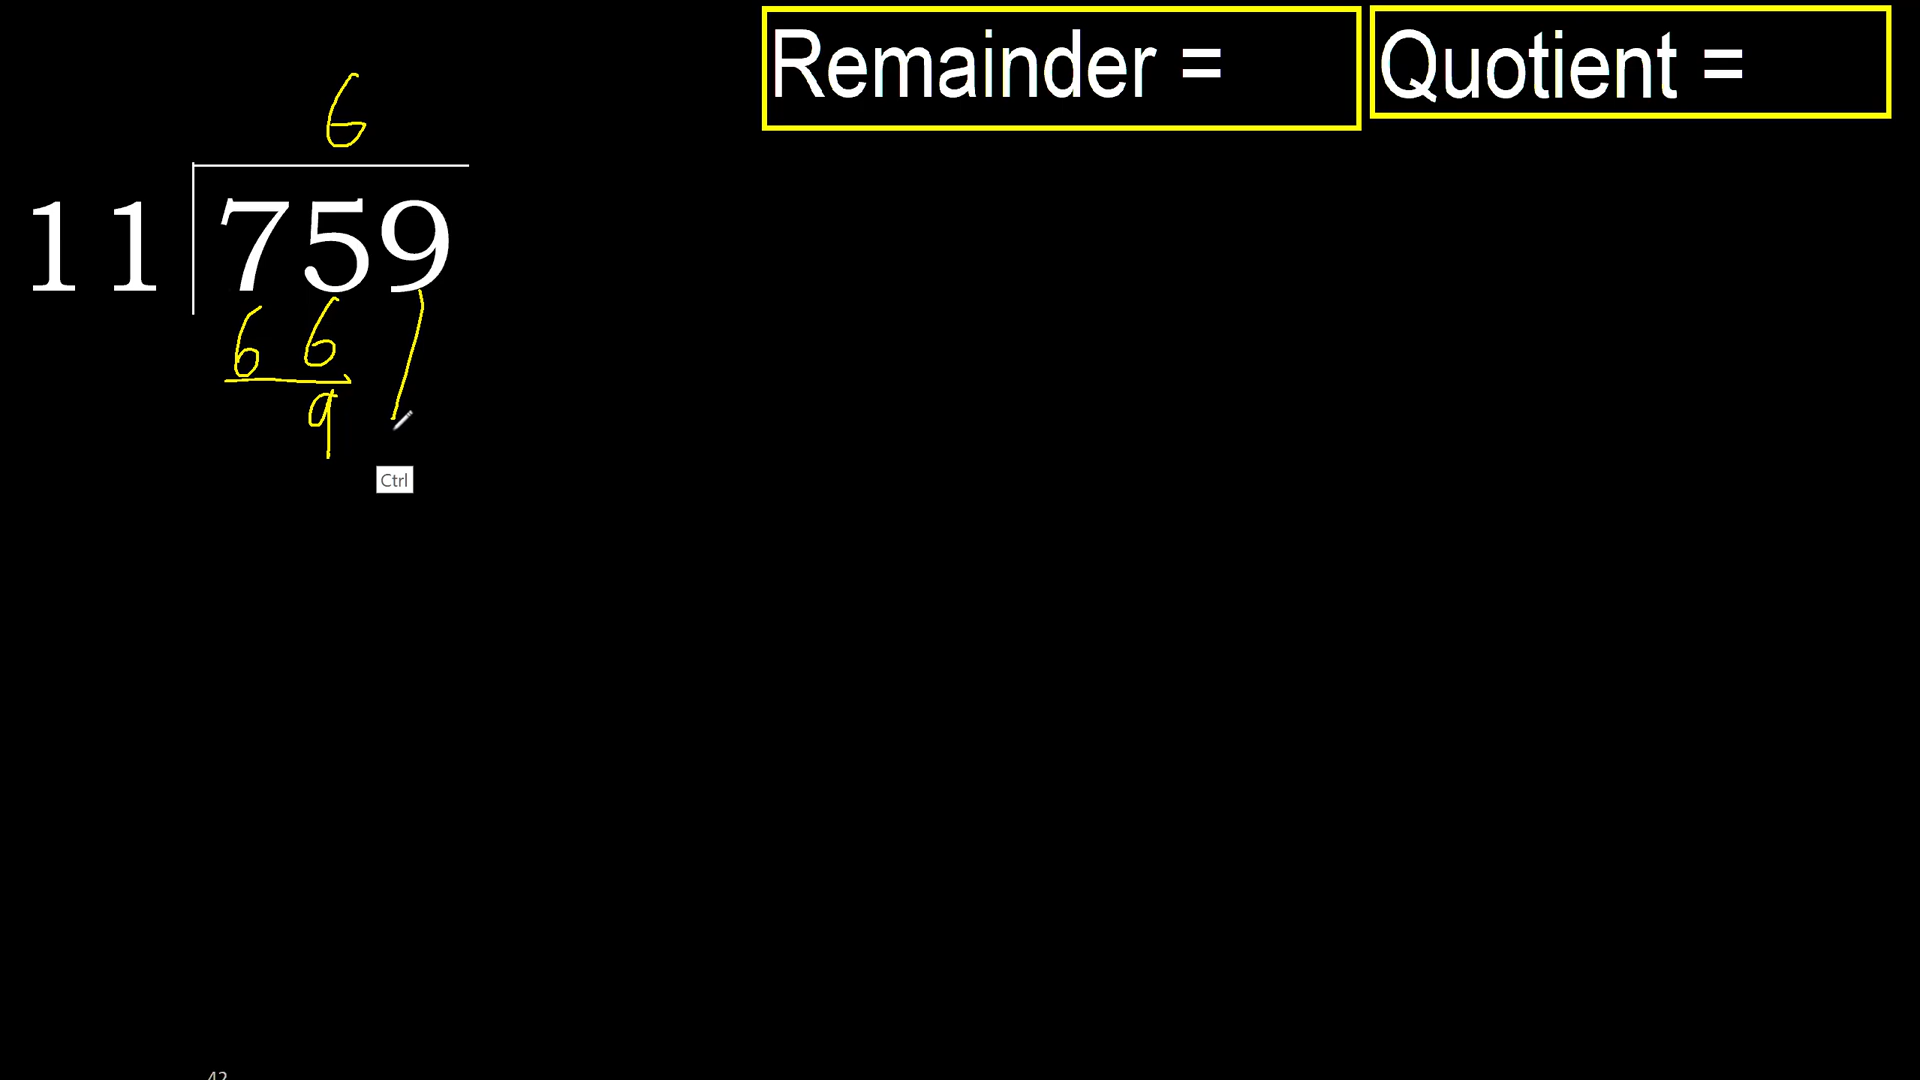 Remainder =
Quotient =
6
11 759
66
9
Ctrl